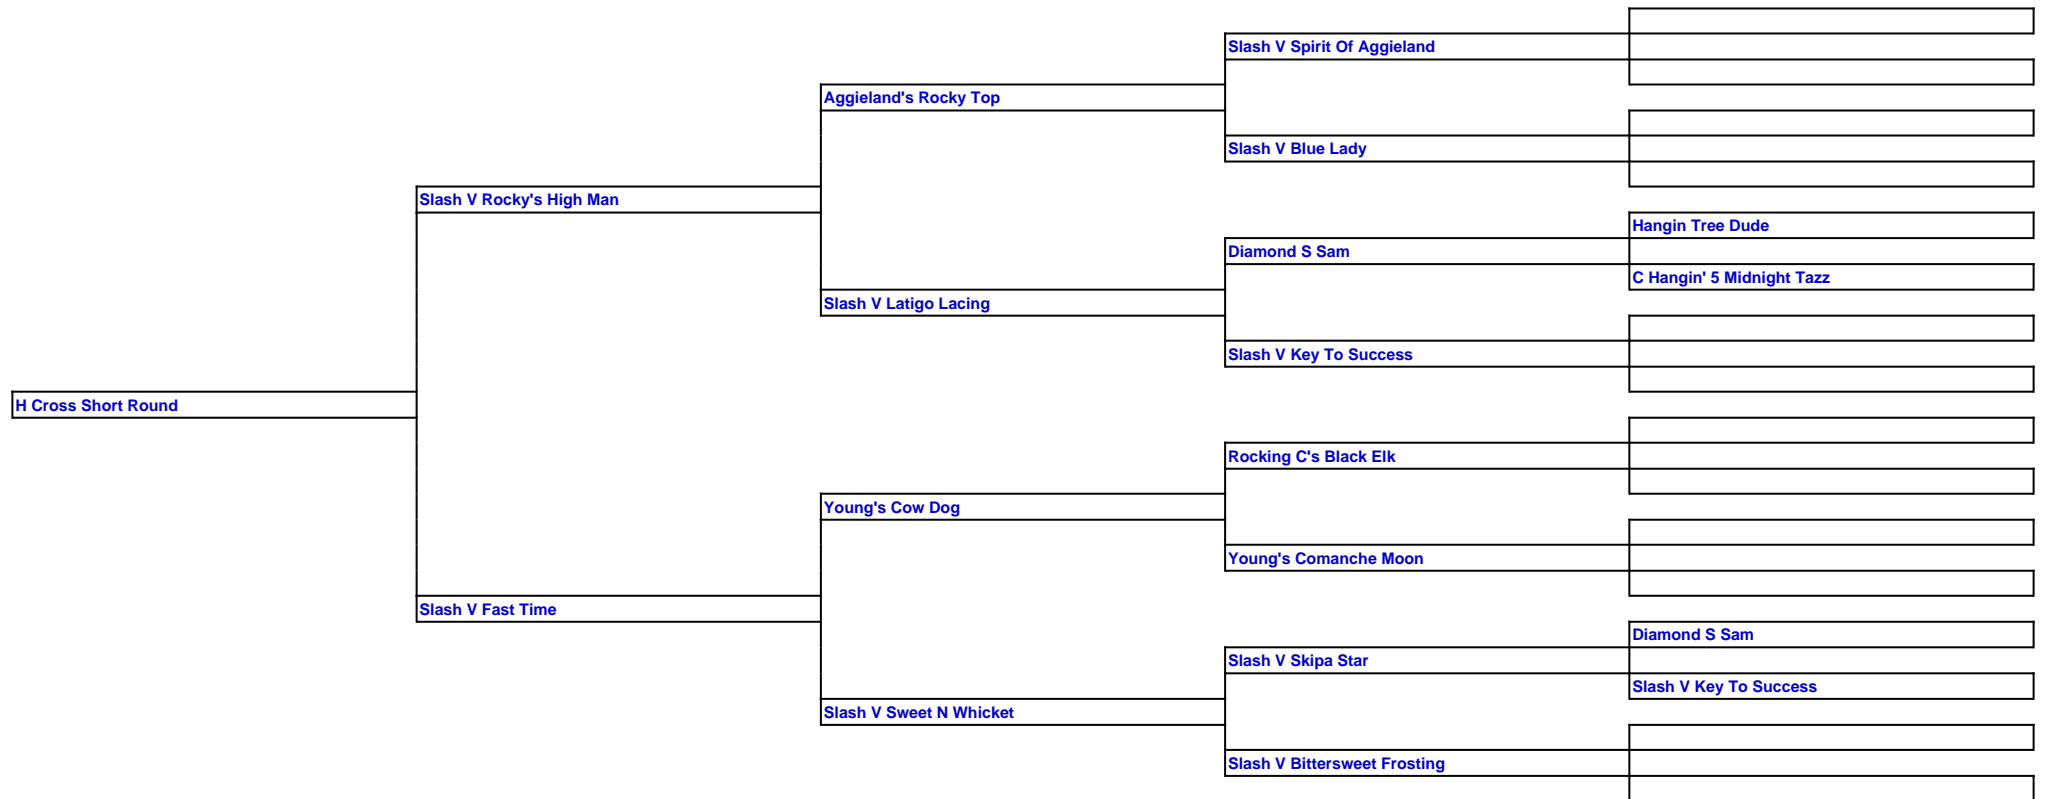 Slash V Spirit Of Aggieland
Aggieland's Rocky Top
Slash V Blue Lady
Slash V Rocky's High Man
Hangin Tree Dude
Diamond S Sam
C Hangin' 5 Midnight Tazz
Slash V Latigo Lacing
Slash V Key To Success
H Cross Short Round
Rocking C's Black Elk
Young's Cow Dog
Young's Comanche Moon
Slash V Fast Time
Diamond S Sam
Slash V Skipa Star
Slash V Key To Success
Slash V Sweet N Whicket
Slash V Bittersweet Frosting